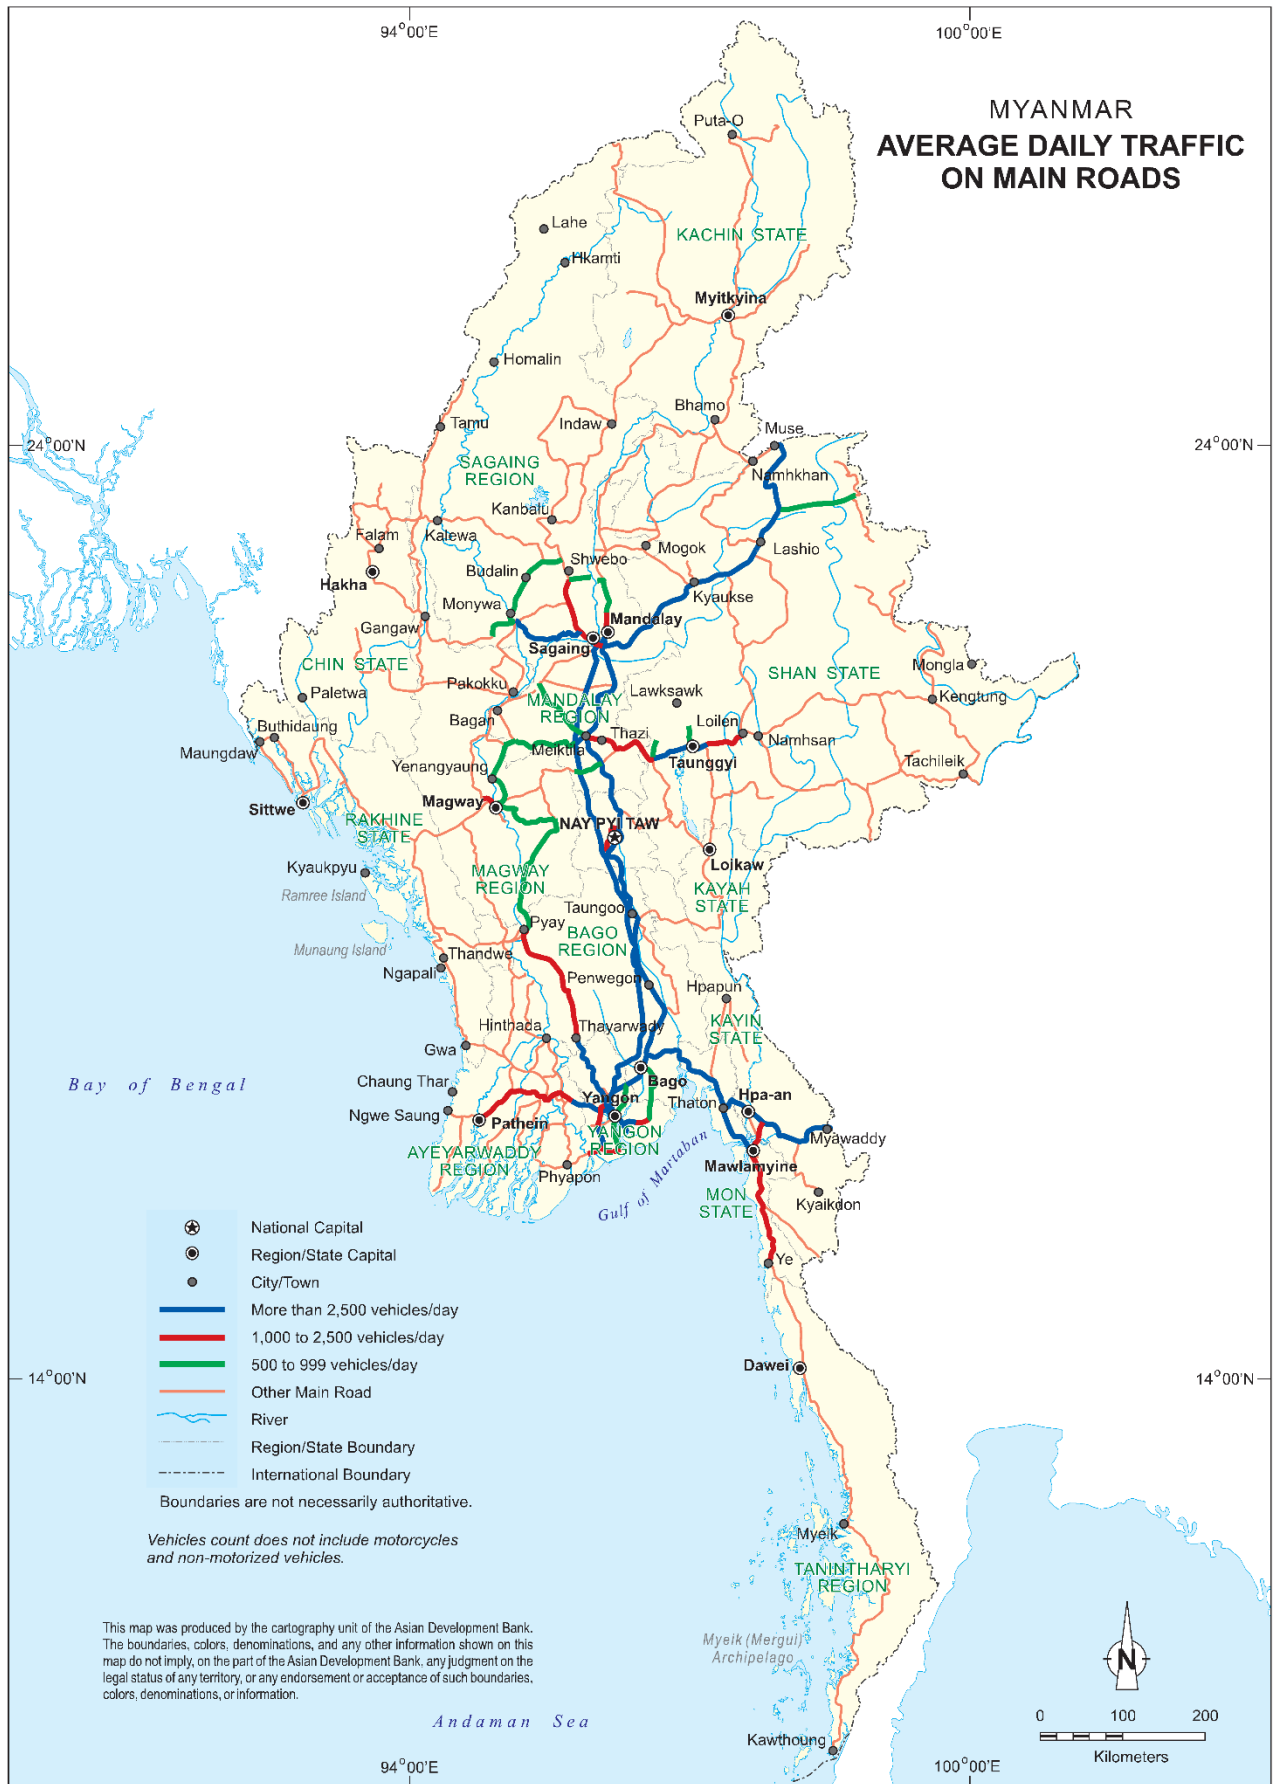 94°00'E
100°00'E
MYANMAR
AVERAGE DAILY TRAFFIC
ON MAIN ROADS
Puta-O
Lahe
KACHIN STATE
Hkamti
Myitkyina
Homalin
Bhamo
Tamu
Indaw
Muse
24°00'N
24°00'N
SAGAING
REGION
Namhkhan
Kanbalu
Falam
Kalewa
Mogok
Lashio
Shwebo
Budalin
Hakha
Kyaukse
Monywa
Mandalay
Gangaw
Sagaing
CHIN STATE
SHAN STATE
Mongla
Pakokku
Lawksawk
Paletwa
MANDALAY
REGION
Kengtung
Bagan
Loilen
Buthidaung
Thazi
Namhsan
Maungdaw
Meiktila
Taunggyi
Yenangyaung
Tachileik
Magway
Sittwe
RAKHINE
STATE
NAY PYI TAW
Loikaw
Kyaukpyu
MAGWAY
REGION
KAYAH
STATE
Ramree Island
Taungoo
Pyay
BAGO
REGION
Munaung Island
Thandwe
Ngapali
Penwegon
Hpapun
KAYIN
STATE
Hinthada
Thayarwady
Gwa
Bay of Bengal
Chaung Thar
Bago
Yangon
Hpa-an
Thaton
Ngwe Saung
Pathein
YANGON
REGION
Myawaddy
AYEYARWADDY
REGION
Gulf of Martaban
Mawlamyine
Phyapon
MON
STATE
Kyaikdon
National Capital
Region/State Capital
Ye
City/Town
More than 2,500 vehicles/day
1,000 to 2,500 vehicles/day
500 to 999 vehicles/day
Dawei
14°00'N
14°00'N
Other Main Road
River
Region/State Boundary
International Boundary
Boundaries are not necessarily authoritative.
Vehicles count does not include motorcycles
and non-motorized vehicles.
Myeik
TANINTHARYI
REGION
This map was produced by the cartography unit of the Asian Development Bank.
The boundaries, colors, denominations, and any other information shown on this
map do not imply, on the part of the Asian Development Bank, any judgment on the
legal status of any territory, or any endorsement or acceptance of such boundaries,
colors, denominations, or information.
Myeik (Mergui)
Archipelago
N
Andaman Sea
0 100 200
Kilometers
Kawthoung
94°00'E
100°00'E